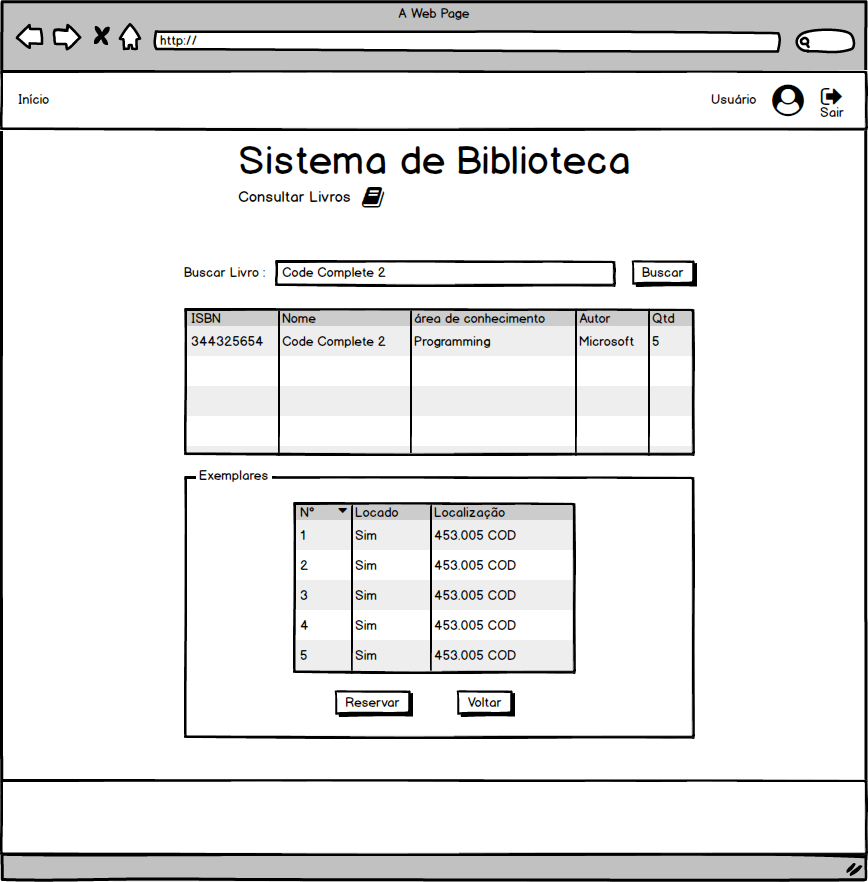 A Web Page
http://
Início
Usuário
Sair
Sistema de Biblioteca
Consultar Livros
Buscar Livro : Code Complete 2 Buscar
ISBN Nome área de conhecimento Autor Qtd
344325654 Code Complete 2 Programming Microsoft 5
Exemplares
N° Locado Localização
1 Sim 453.005 COD
2 Sim 453.005 COD
3 Sim 453.005 COD
4 Sim 453.005 COD
5 Sim 453.005 COD
Reservar Voltar